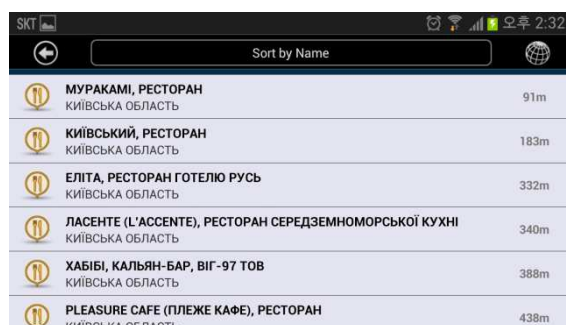 SKT 오후 2:32
Sort by Name
МУРАКАМІ, РЕСТОРАН
КИЇВСЬКА ОБЛАСТЬ
91m
КИЇВСЬКИЙ, РЕСТОРАН
КИЇВСЬКА ОБЛАСТЬ
183m
ЕЛІТА, РЕСТОРАН ГОТЕЛЮ РУСЬ
КИЇВСЬКА ОБЛАСТЬ
332m
ЛАСЕНТЕ (L'ACCENTE), РЕСТОРАН СЕРЕДЗЕМНОМОРСЬКОЇ КУХНІ
КИЇВСЬКА ОБЛАСТЬ
340m
ХАБІБІ, КАЛЬЯН-БАР, ВІГ-97 ТОВ
КИЇВСЬКА ОБЛАСТЬ
388m
PLEASURE CAFE (ПЛЕЖЕ КАФЕ), РЕСТОРАН
КИЇВСЬКА ОБЛАСТЬ
438m